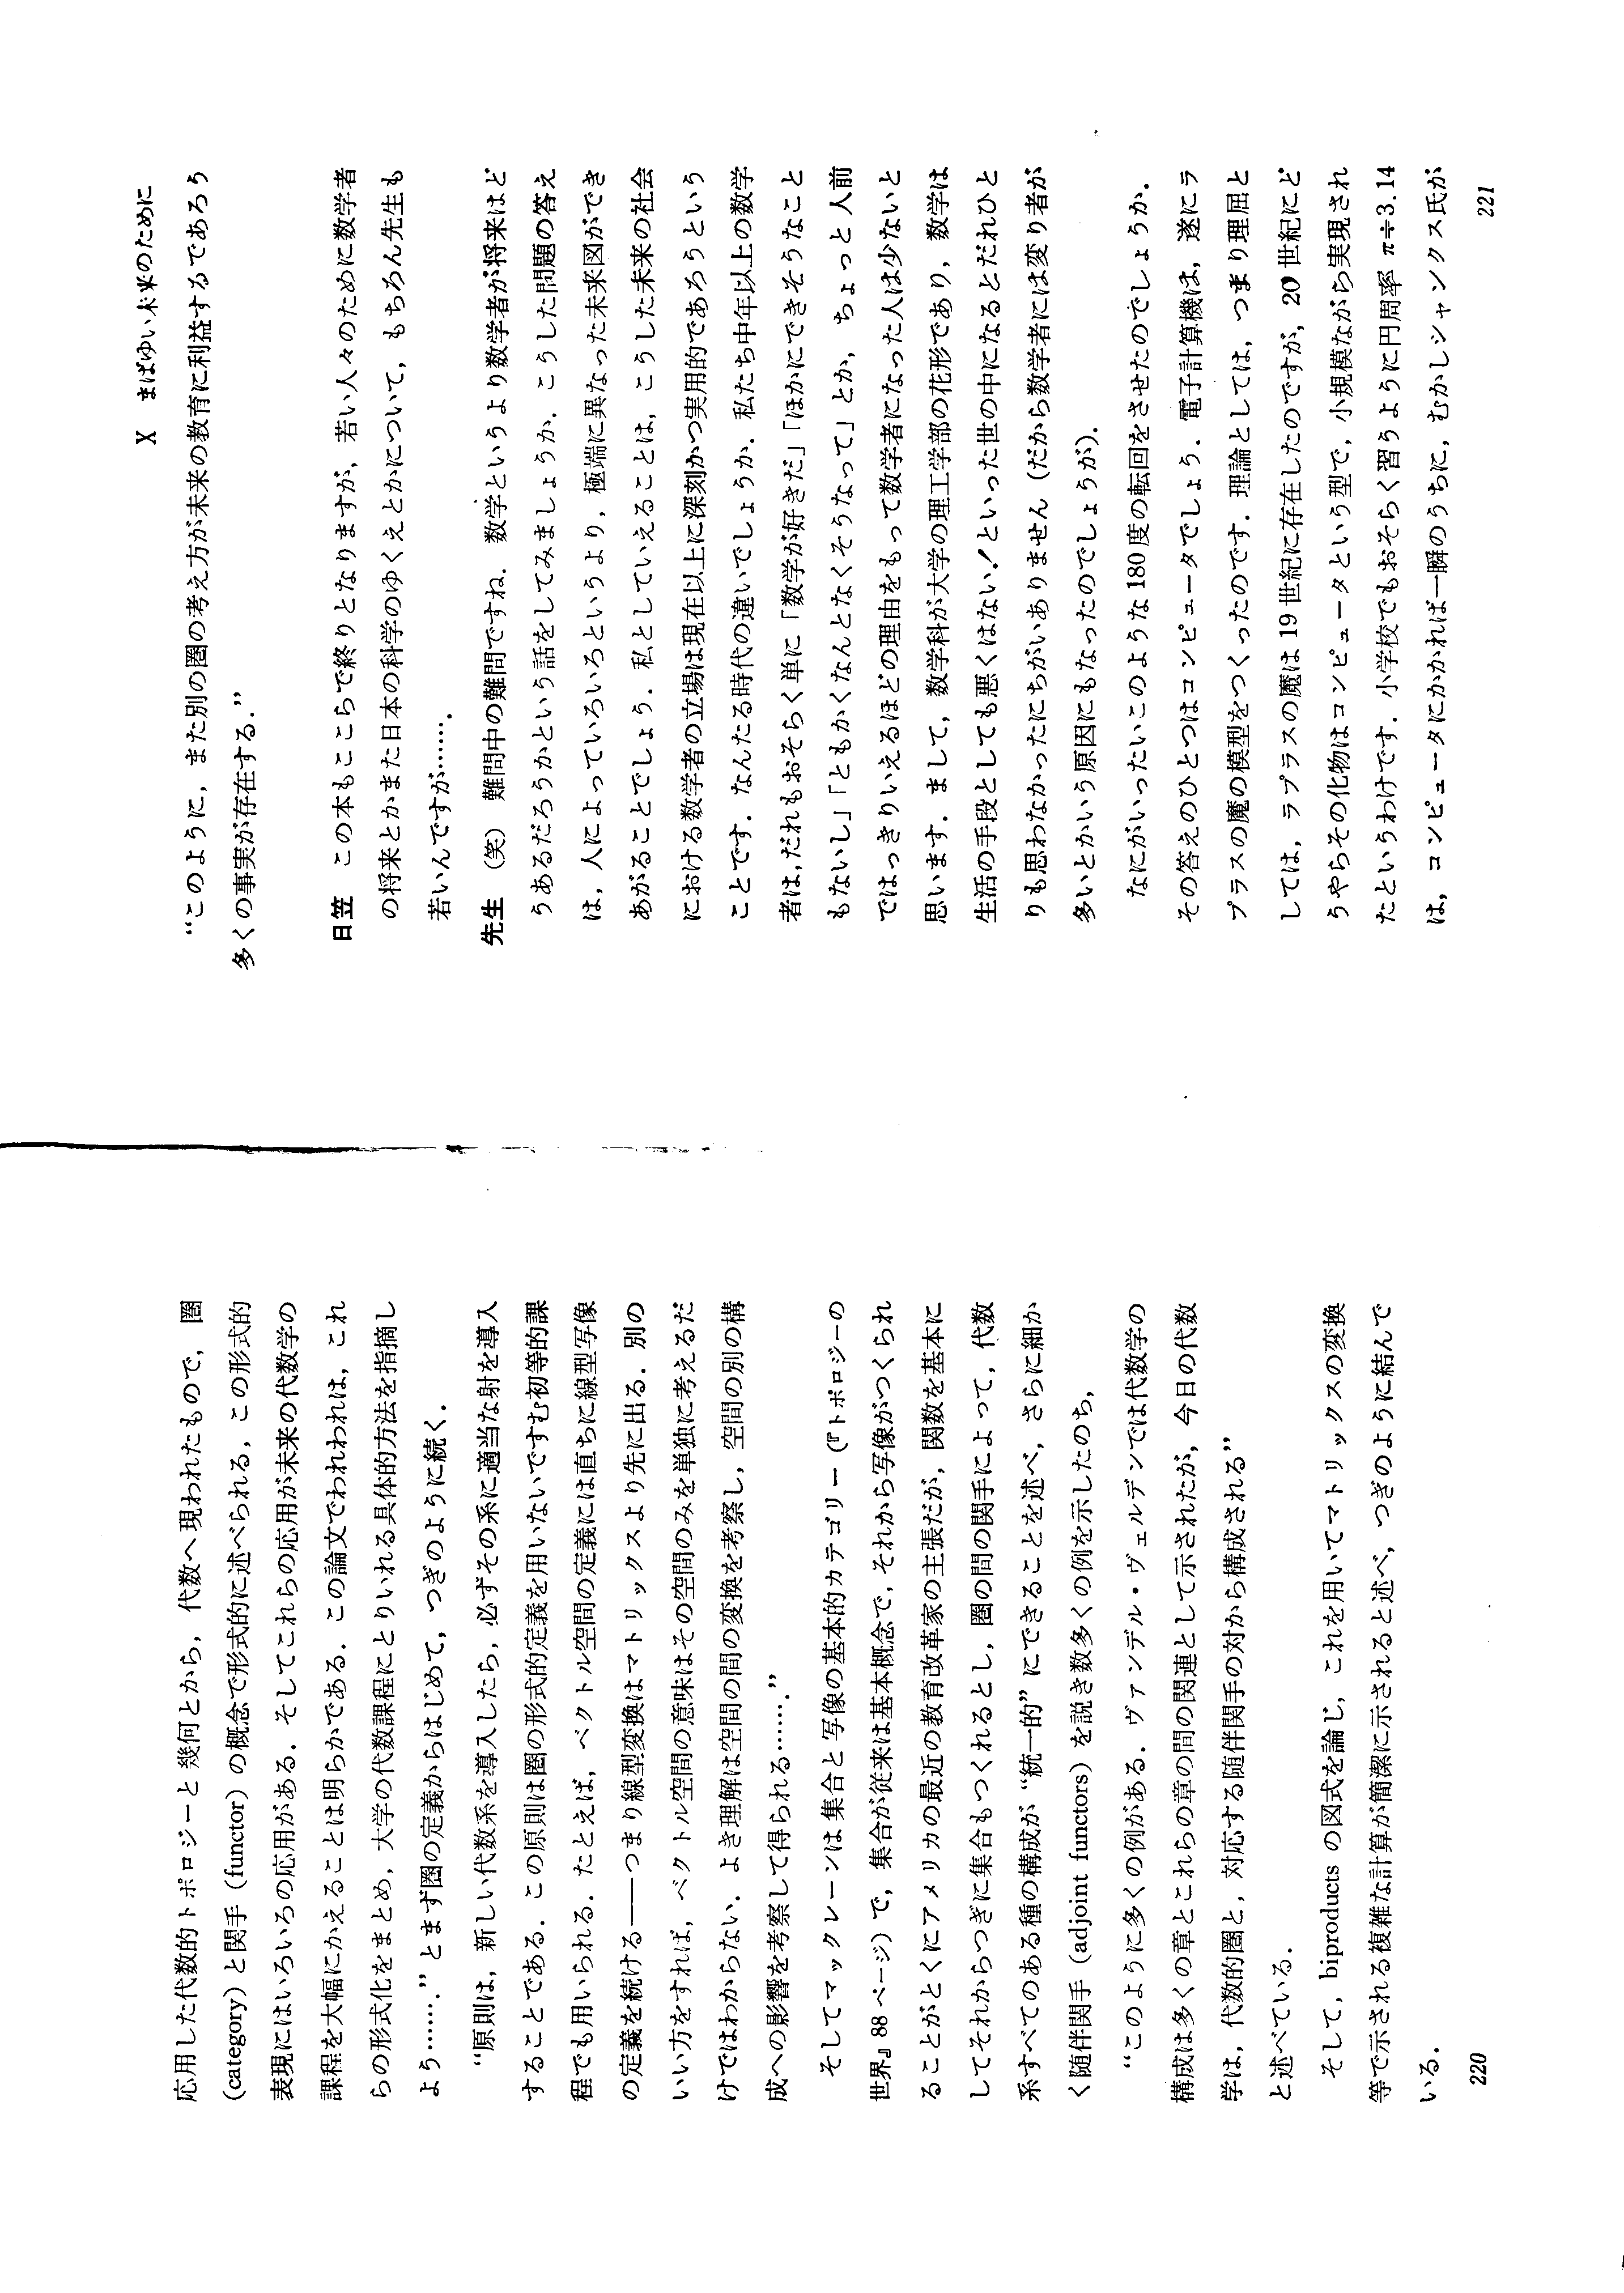 応用した代数的トポロジーと幾何とから，代数へ現われたもので，圏
(category) と関手 (functor) の概念で形式的に述べられる，この形式的
表現にはいろいろの応用がある．そしてこれらの応用が未来の代数学の
課程を大幅にかえることは明らかである．この論文でわれわれは，これ
らの形式化をまとめ，大学の代数課程にとりいれる具体的方法を指摘し
よう……．” とまず圏の定義からはじめて，つぎのように続く．
“原則は，新しい代数系を導入したら，必ずその系に適当な射を導入
することである．この原則は圏の形式的定義を用いないですむ初等的課
程でも用いられる．たとえば，ベクトル空間の定義には直ちに線型写像
の定義を続ける――つまり線型変換はマトリックスより先に出る．別の
いい方をすれば，ベクトル空間の意味はその空間のみを単独に考えるだ
けではわからない．よき理解は空間の間の変換を考察し，空間の別の構
成への影響を考察して得られる……．”
そしてマックレーンは集合と写像の基本的カテゴリー (『トポロジーの
世界』88 ページ) で，集合が従来は基本概念で，それから写像がつくられ
ることがとくにアメリカの最近の教育改革家の主張だが，関数を基本に
してそれからつぎに集合もつくれるとし，圏の間の関手によって，代数
系すべてのある種の構成が “統一的” にできることを述べ，さらに細か
く随伴関手 (adjoint functors) を説き数多くの例を示したのち，
“このように多くの例がある．ヴァンデル・ヴェルデンでは代数学の
構成は多くの章とこれらの章の間の関連として示されたが，今日の代数
学は，代数的圏と，対応する随伴関手の対から構成される”
と述べている．
そして，biproducts の図式を論じ，これを用いてマトリックスの変換
等で示される複雑な計算が簡潔に示されると述べ，つぎのように結んで
いる．
220
X　まばゆい未来のために
“このように，また別の圏の考え方が未来の教育に利益するであろう
多くの事実が存在する．”
日笠　この本もここらで終りとなりますが，若い人々のために数学者
の将来とかまた日本の科学のゆくえとかについて，もちろん先生も
若いんですが……．
先生　(笑)　難問中の難問ですね．数学というより数学者が将来はど
うあるだろうかという話をしてみましょうか．こうした問題の答え
は，人によっていろいろというより，極端に異なった未来図ができ
あがることでしょう．私としていえることは，こうした未来の社会
における数学者の立場は現在以上に深刻かつ実用的であろうという
ことです．なんたる時代の違いでしょうか．私たち中年以上の数学
者は，だれもおそらく単に「数学が好きだ」「ほかにできそうなこと
もないし」「ともかくなんとなくそうなって」とか，ちょっと人前
ではっきりいえるほどの理由をもって数学者になった人は少ないと
思います．まして，数学科が大学の理工学部の花形であり，数学は
生活の手段としても悪くはない！といった世の中になるとだれひと
りも思わなかったにちがいありません (だから数学者には変り者が
多いとかいう原因にもなったのでしょうが)．
なにがいったいこのような 180 度の転回をさせたのでしょうか．
その答えのひとつはコンピュータでしょう．電子計算機は，遂にラ
プラスの魔の模型をつくったのです．理論としては，つまり理屈と
しては，ラプラスの魔は 19 世紀に存在したのですが，20 世紀にど
うやらその化物はコンピュータという型で，小規模ながら実現され
たというわけです．小学校でもおそらく習うように円周率 π≒3.14
は，コンピュータにかかれば一瞬のうちに，むかしシャンクス氏が
221